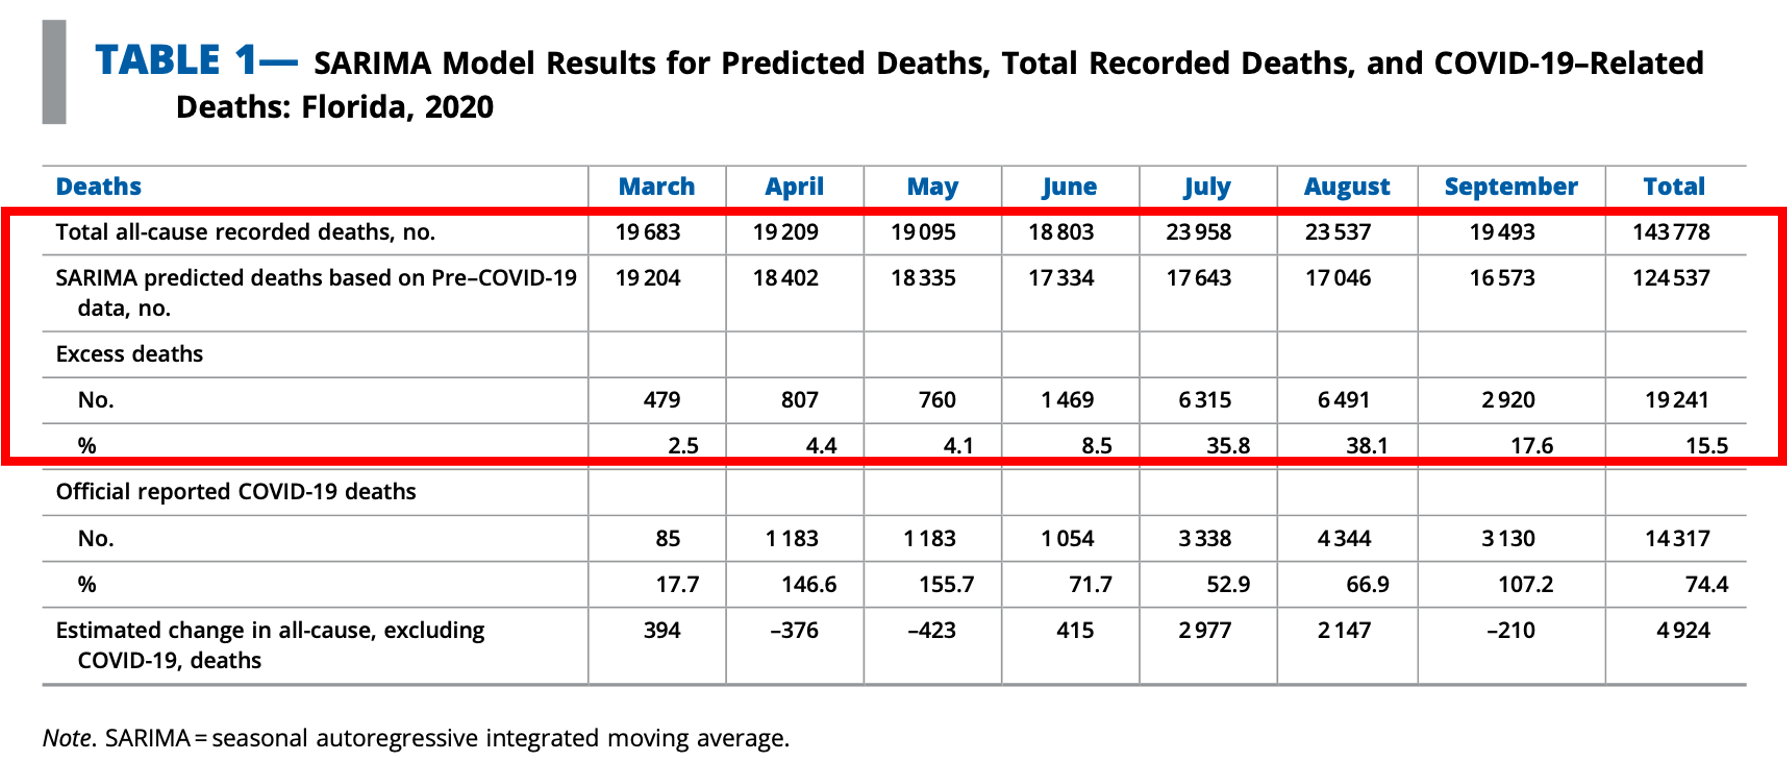 TABLE 1— SARIMA Model Results for Predicted Deaths, Total Recorded Deaths, and COVID-19–Related
Deaths: Florida, 2020
Deaths March April May June July August September Total
Total all-cause recorded deaths, no. 19 683 19 209 19 095 18 803 23 958 23 537 19 493 143 778
SARIMA predicted deaths based on Pre–COVID-19 19 204 18 402 18 335 17 334 17 643 17 046 16 573 124 537
data, no.
Excess deaths
No. 479 807 760 1 469 6 315 6 491 2 920 19 241
% 2.5 4.4 4.1 8.5 35.8 38.1 17.6 15.5
Official reported COVID-19 deaths
No. 85 1 183 1 183 1 054 3 338 4 344 3 130 14 317
% 17.7 146.6 155.7 71.7 52.9 66.9 107.2 74.4
Estimated change in all-cause, excluding 394 –376 –423 415 2 977 2 147 –210 4 924
COVID-19, deaths
Note. SARIMA = seasonal autoregressive integrated moving average.